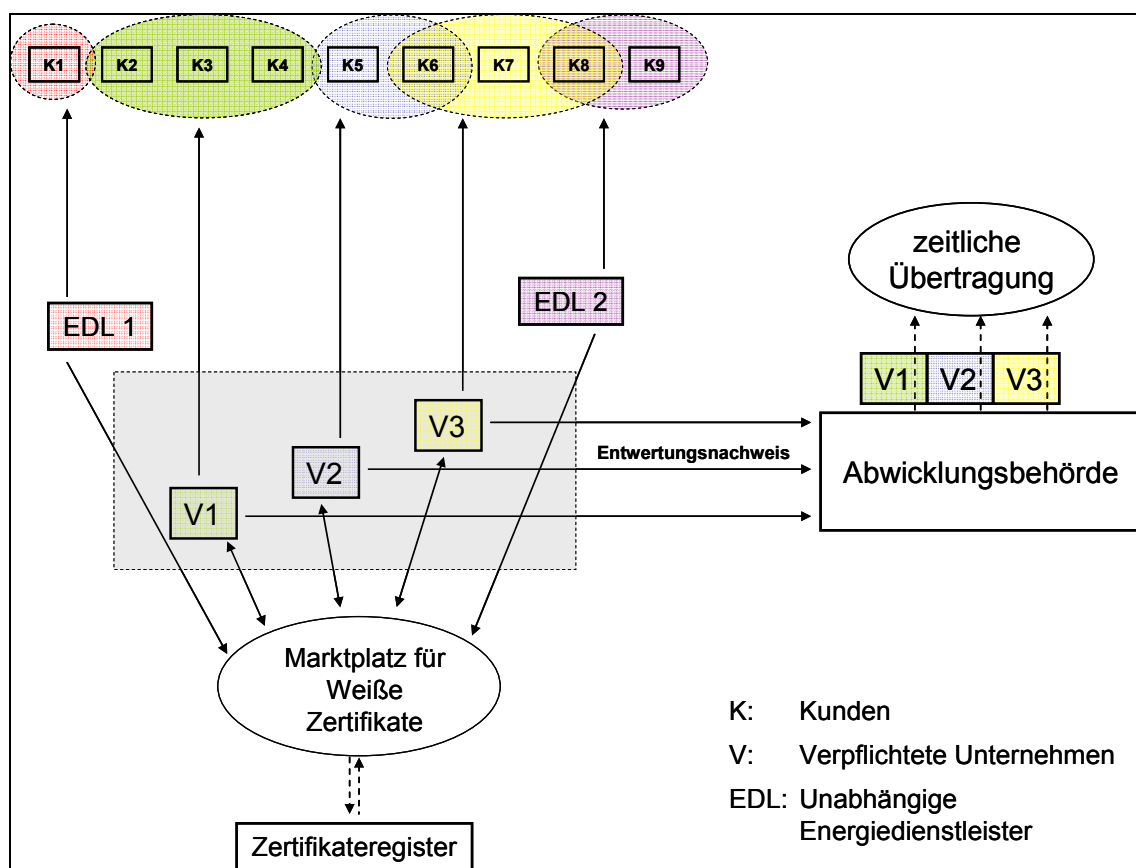 K1 K2 K3 K4 K5 K6 K7 K8 K9
zeitliche
Übertragung
EDL 1
EDL 2
V1 V2 V3
V3
Entwertungsnachweis
V2
Abwicklungsbehörde
V1
Marktplatz für
Weiße
Zertifikate
K: Kunden
V: Verpflichtete Unternehmen
EDL: Unabhängige
Energiedienstleister
Zertifikateregister